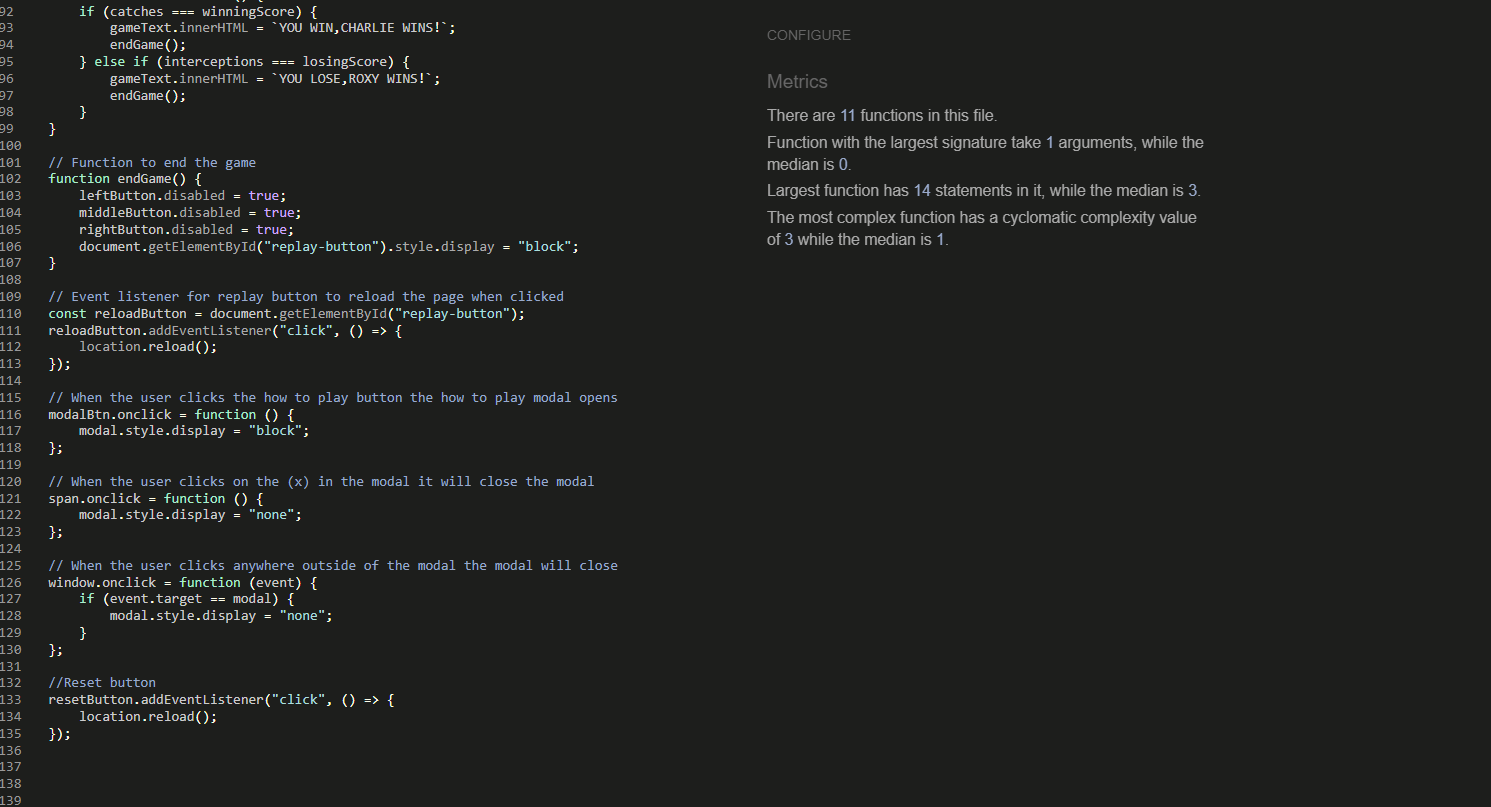 92 if (catches === winningScore) {
93 gameText.innerHTML = `YOU WIN,CHARLIE WINS!`;
94 endGame();
95 } else if (interceptions === losingScore) {
96 gameText.innerHTML = `YOU LOSE,ROXY WINS!`;
97 endGame();
98 }
99 }
100
101 // Function to end the game
102 function endGame() {
103 leftButton.disabled = true;
104 middleButton.disabled = true;
105 rightButton.disabled = true;
106 document.getElementById("replay-button").style.display = "block";
107 }
108
109 // Event listener for replay button to reload the page when clicked
110 const reloadButton = document.getElementById("replay-button");
111 reloadButton.addEventListener("click", () => {
112 location.reload();
113 });
114
115 // When the user clicks the how to play button the how to play modal opens
116 modalBtn.onclick = function () {
117 modal.style.display = "block";
118 };
119
120 // When the user clicks on the (x) in the modal it will close the modal
121 span.onclick = function () {
122 modal.style.display = "none";
123 };
124
125 // When the user clicks anywhere outside of the modal the modal will close
126 window.onclick = function (event) {
127 if (event.target == modal) {
128 modal.style.display = "none";
129 }
130 };
131
132 //Reset button
133 resetButton.addEventListener("click", () => {
134 location.reload();
135 });
136
137
138
139
CONFIGURE
Metrics
There are 11 functions in this file.
Function with the largest signature take 1 arguments, while the
median is 0.
Largest function has 14 statements in it, while the median is 3.
The most complex function has a cyclomatic complexity value
of 3 while the median is 1.